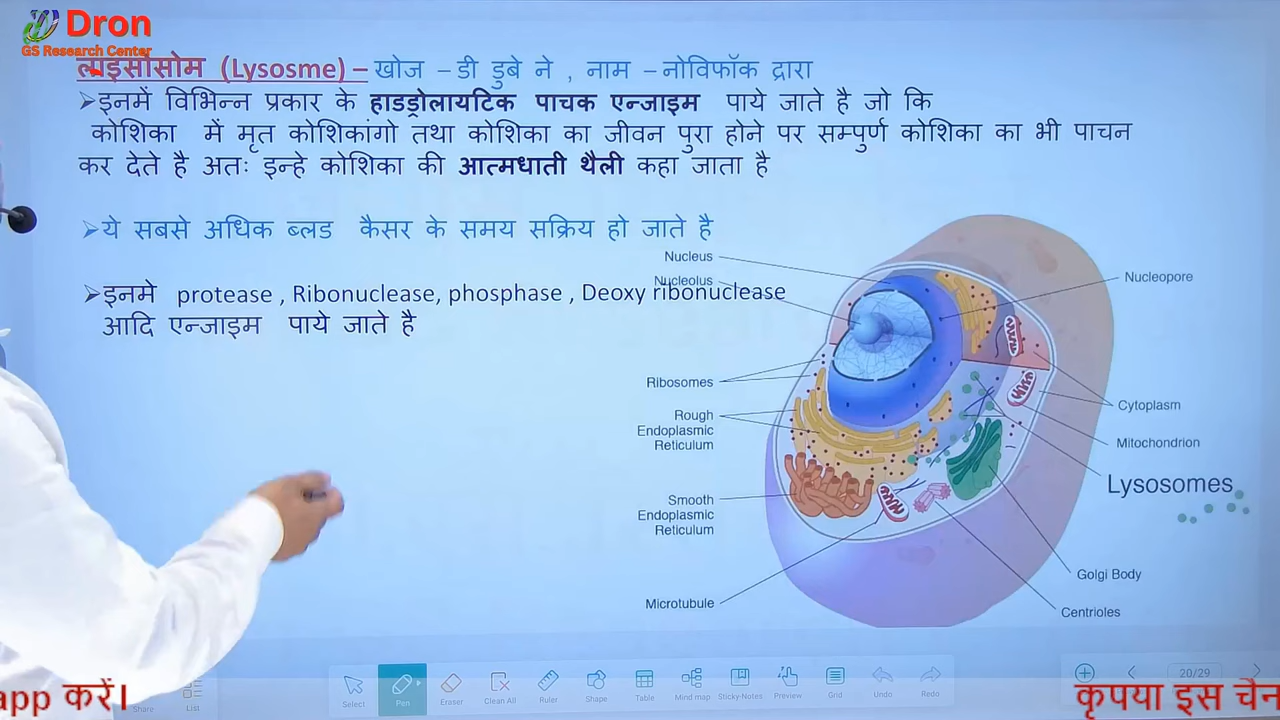 Dron
GS Research Center
लाइसोसोम (Lysosme) – खोज – डी डुबे ने , नाम – नोविफॉक द्रारा
➢इनमें विभिन्न प्रकार के हाडड्रोलायटिक पाचक एन्जाइम पाये जाते है जो कि
कोशिका में मृत कोशिकांगो तथा कोशिका का जीवन पुरा होने पर सम्पुर्ण कोशिका का भी पाचन
कर देते है अतः इन्हे कोशिका की आत्मधाती थैली कहा जाता है
➢ये सबसे अधिक ब्लड कैसर के समय सक्रिय हो जाते है
➢इनमे protease , Ribonuclease, phosphase , Deoxy ribonuclease
आदि एन्जाइम पाये जाते है
Nucleus
Nucleolus
Nucleopore
Ribosomes
Rough
Endoplasmic
Reticulum
Cytoplasm
Mitochondrion
Lysosomes
Smooth
Endoplasmic
Reticulum
Golgi Body
Microtubule
Centrioles
Share
List
Select
Pen
Eraser
Clean All
Ruler
Shape
Table
Mind map
Sticky-Notes
Preview
Grid
Undo
Redo
20/29
app करें।
कृपया इस चैन